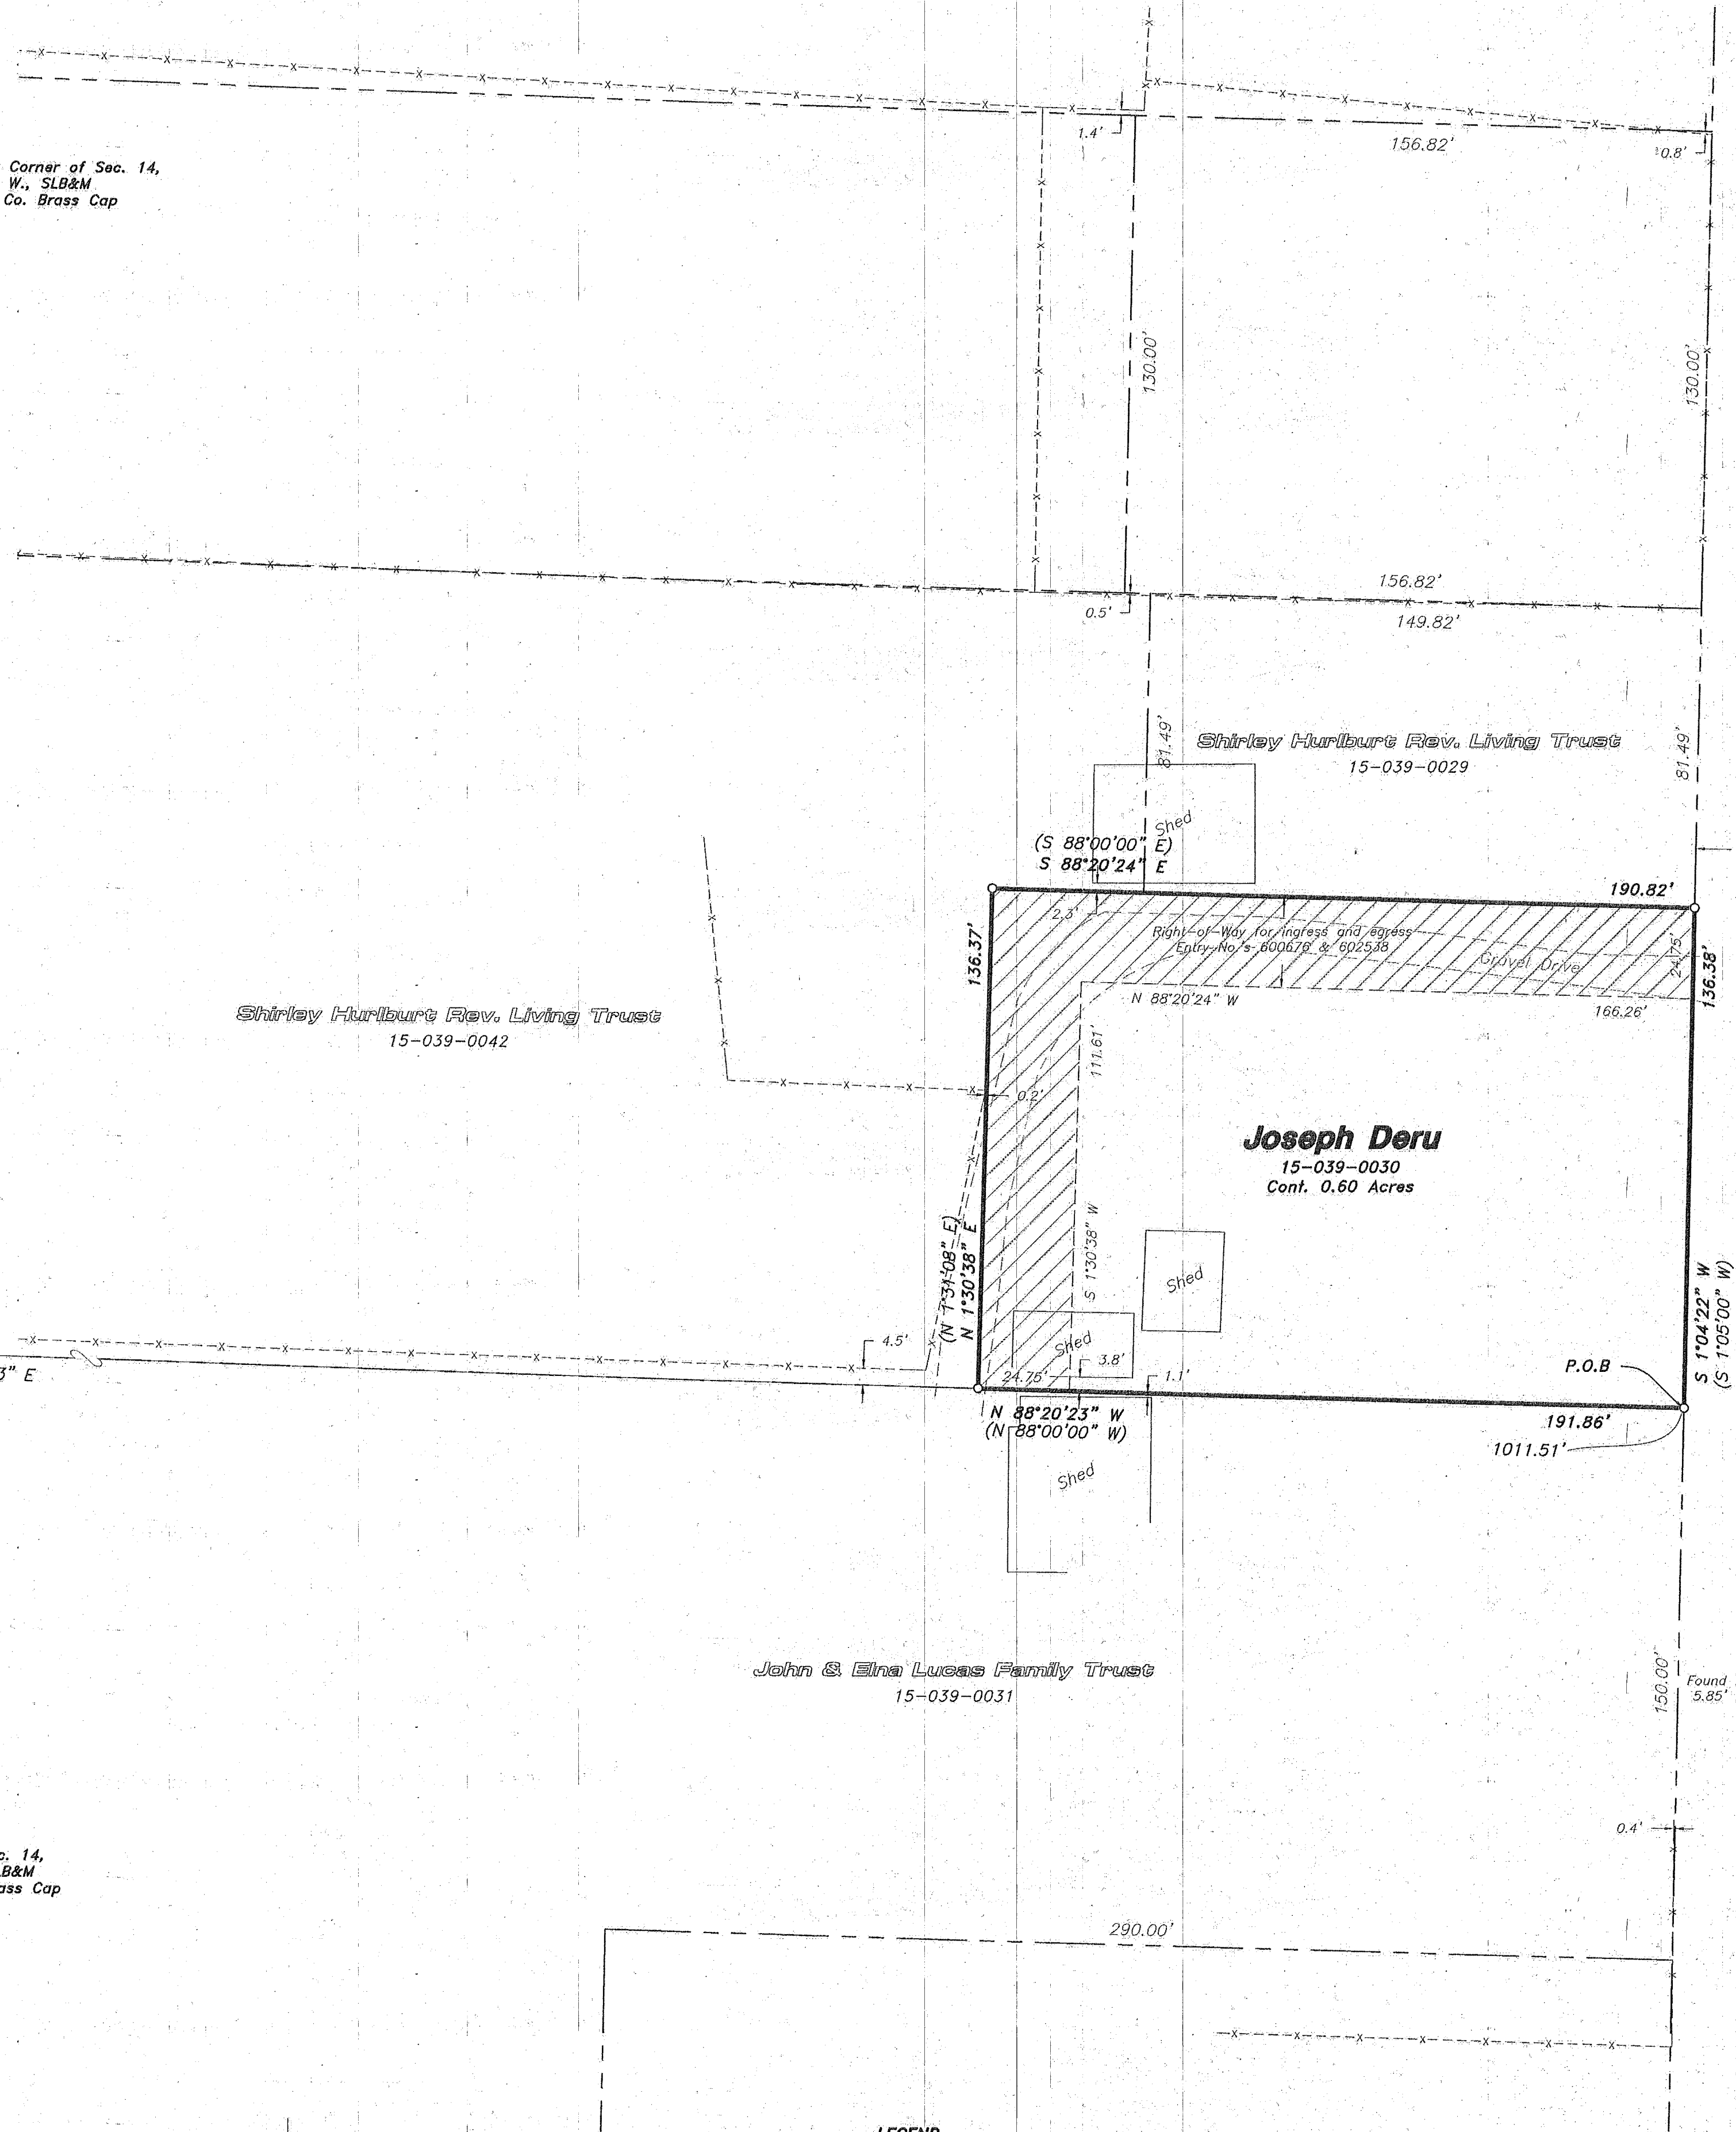 1.4'
156.82'
0.8'
Corner of Sec. 14,
W., SLB&M
Co. Brass Cap
130.00'
130.00'
156.82'
0.5'
149.82'
81.49'
Shirley Hurlburt Rev. Living Trust
15-039-0029
81.49'
Shed
(S 88°00'00" E)
S 88°20'24" E
190.82'
2.3'
136.37'
Right-of-Way for ingress and egress
Entry No.'s 600676 & 602538
Gravel Drive
24.75'
136.38'
N 88°20'24" W
166.26'
Shirley Hurlburt Rev. Living Trust
15-039-0042
111.61'
0.2'
Joseph Deru
15-039-0030
Cont. 0.60 Acres
(N 1°31'08" E)
N 1°30'38" E
S 1°30'38" W
Shed
S 1°04'22" W
(S 1°05'00" W)
4.5'
Shed
3.8'
24.75'
1.1'
3" E
P.O.B
N 88°20'23" W
(N 88°00'00" W)
191.86'
1011.51'
Shed
John & Elna Lucas Family Trust
15-039-0031
150.00'
Found
5.85'
0.4'
c. 14,
LB&M
ass Cap
290.00'
LEGEND